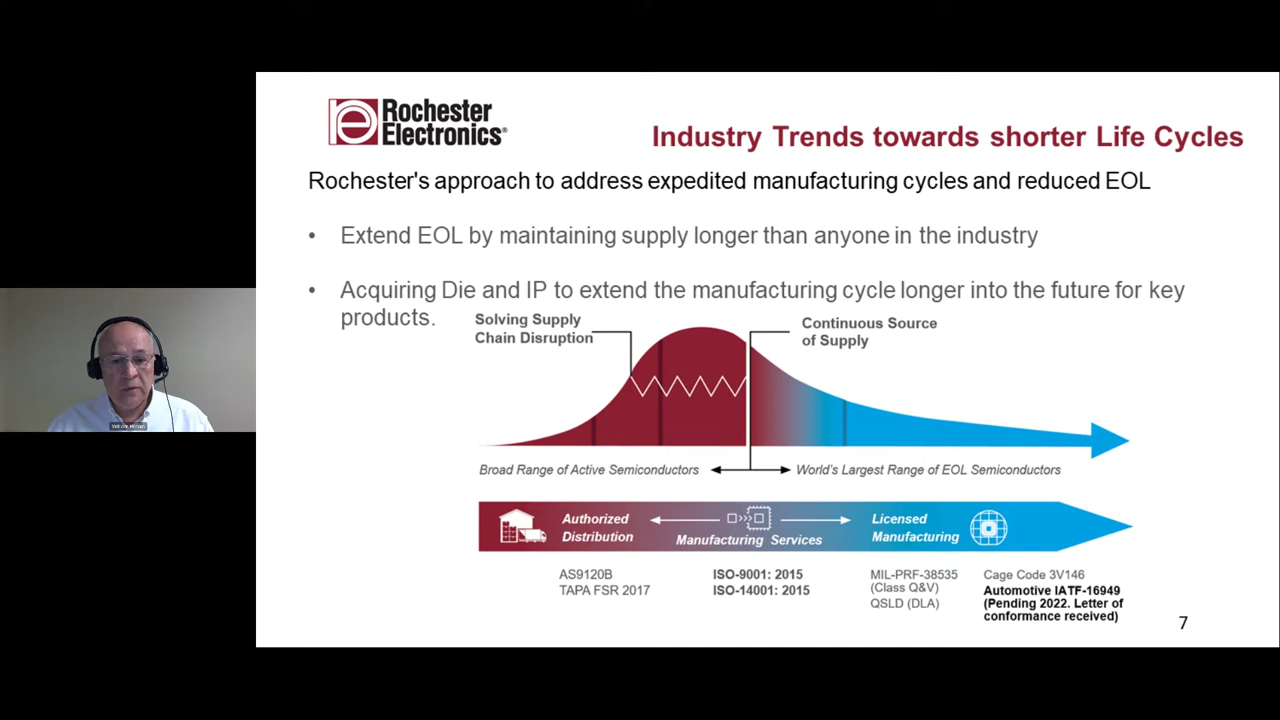 Rochester
Electronics®
Industry Trends towards shorter Life Cycles
Rochester's approach to address expedited manufacturing cycles and reduced EOL
• Extend EOL by maintaining supply longer than anyone in the industry
• Acquiring Die and IP to extend the manufacturing cycle longer into the future for key
products.
Solving Supply
Chain Disruption
Continuous Source
of Supply
Broad Range of Active Semiconductors
World's Largest Range of EOL Semiconductors
Authorized
Distribution
Manufacturing Services
Licensed
Manufacturing
AS9120B
TAPA FSR 2017
ISO-9001: 2015
ISO-14001: 2015
MIL-PRF-38535
(Class Q&V)
QSLD (DLA)
Cage Code 3V146
Automotive IATF-16949
(Pending 2022. Letter of
conformance received)
7